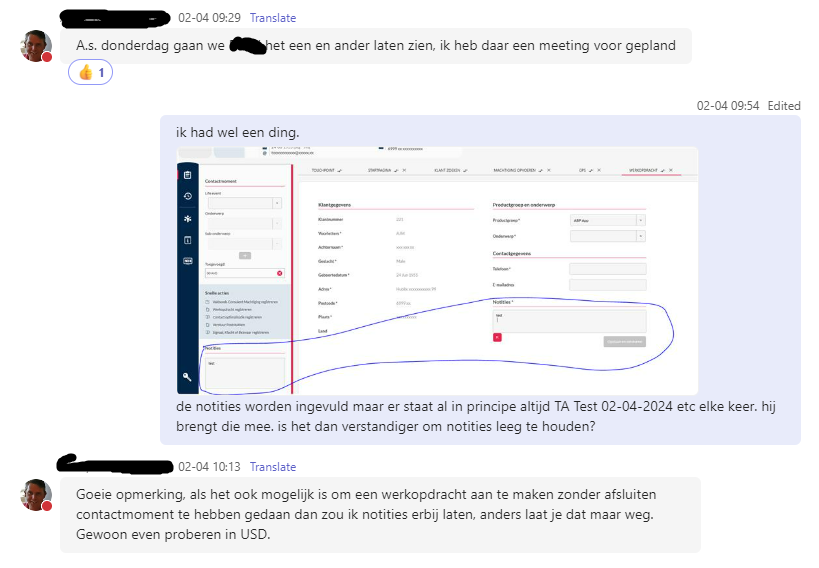 02-04 09:29 Translate
A.s. donderdag gaan we het een en ander laten zien, ik heb daar een meeting voor gepland
👍 1
02-04 09:54 Edited
ik had wel een ding.
TOUCHPOINT STARTPAGINA KLANT ZOEKEN MACHTIGING OPVOEREN WERKOPDRACHT
Contactmoment
Onderwerp
Sub onderwerp
Toegevoegd
Snelle acties
Werkopdracht registreren
Notities
test
Klantgegevens
Klantnummer
Voorletters *
Achternaam *
Geslacht *
Geboortedatum *
Adres *
Postcode *
Plaats *
Land
Productgroep en onderwerp
Productgroep *
Onderwerp *
Contactgegevens
Telefoon *
E-mailadres
Notities *
test
de notities worden ingevuld maar er staat al in principe altijd TA Test 02-04-2024 etc elke keer. hij
brengt die mee. is het dan verstandiger om notities leeg te houden?
02-04 10:13 Translate
Goeie opmerking, als het ook mogelijk is om een werkopdracht aan te maken zonder afsluiten
contactmoment te hebben gedaan dan zou ik notities erbij laten, anders laat je dat maar weg.
Gewoon even proberen in USD.